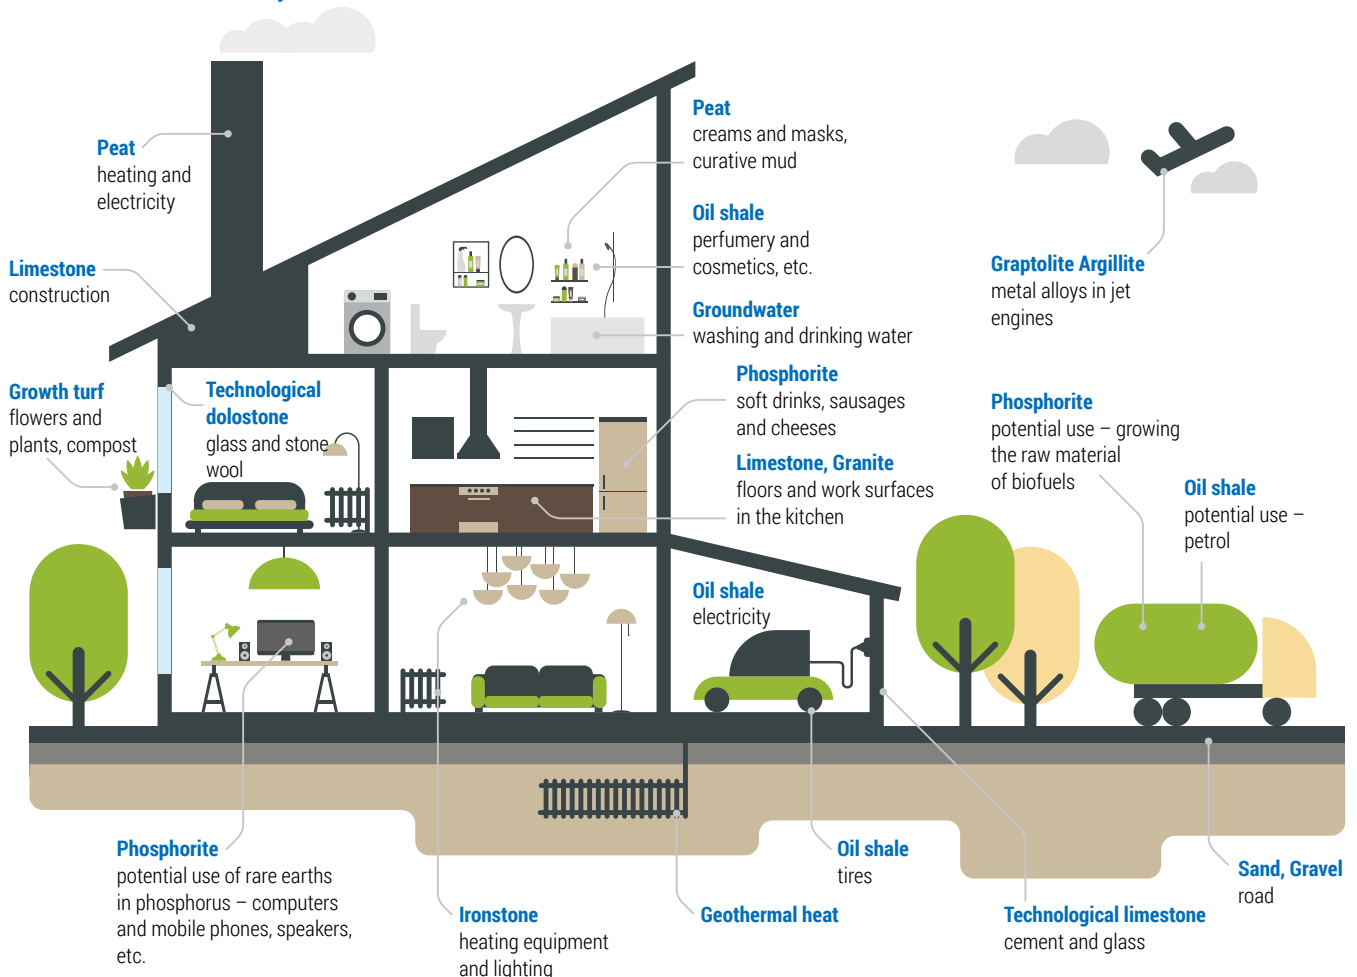 Peat
heating and
electricity
Limestone
construction
Growth turf
flowers and
plants, compost
Technological
dolostone
glass and stone
wool
Peat
creams and masks,
curative mud
Oil shale
perfumery and
cosmetics, etc.
Groundwater
washing and drinking water
Phosphorite
soft drinks, sausages
and cheeses
Limestone, Granite
floors and work surfaces
in the kitchen
Oil shale
electricity
Graptolite Argillite
metal alloys in jet
engines
Phosphorite
potential use – growing
the raw material
of biofuels
Oil shale
potential use –
petrol
Phosphorite
potential use of rare earths
in phosphorus – computers
and mobile phones, speakers,
etc.
Ironstone
heating equipment
and lighting
Geothermal heat
Oil shale
tires
Technological limestone
cement and glass
Sand, Gravel
road